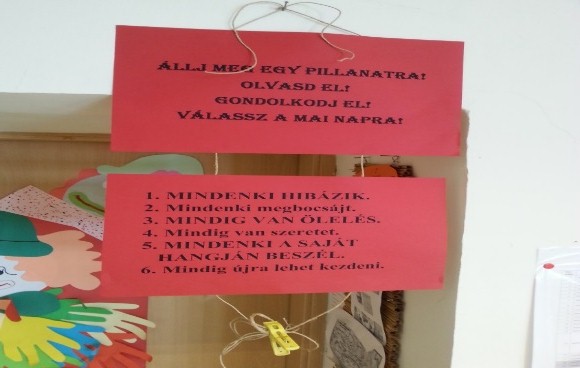 ÁLLJ MEG EGY PILLANATRA!
OLVASD EL!
GONDOLKODJ EL!
VÁLASSZ A MAI NAPRA!
1. MINDENKI HIBÁZIK.
2. Mindenki megbocsájt.
3. MINDIG VAN ÖLELÉS.
4. Mindig van szeretet.
5. MINDENKI A SAJÁT
HANGJÁN BESZÉL.
6. Mindig újra lehet kezdeni.